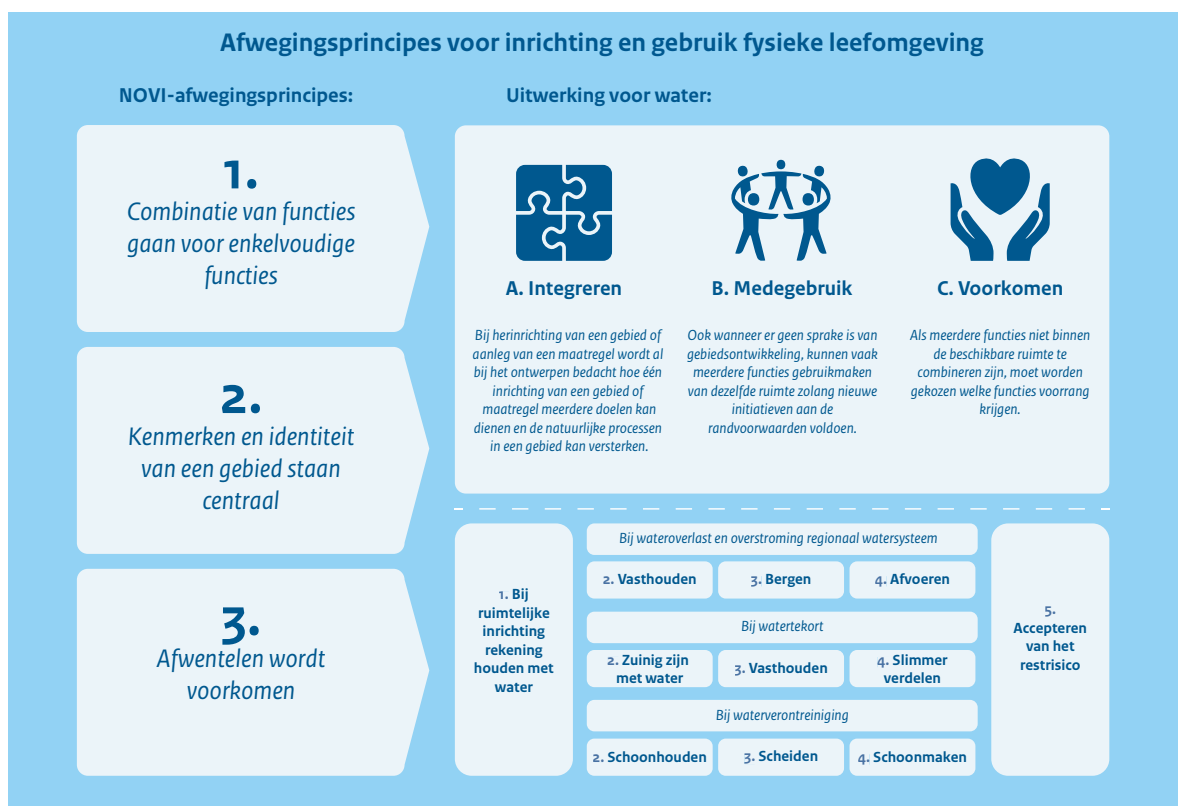 Afwegingsprincipes voor inrichting en gebruik fysieke leefomgeving
NOVI-afwegingsprincipes:
1.
Combinatie van functies
gaan voor enkelvoudige
functies
2.
Kenmerken en identiteit
van een gebied staan
centraal
3.
Afwentelen wordt
voorkomen
Uitwerking voor water:
A. Integreren
Bij herinrichting van een gebied of
aanleg van een maatregel wordt al
bij het ontwerpen bedacht hoe één
inrichting van een gebied of
maatregel meerdere doelen kan
dienen en de natuurlijke processen
in een gebied kan versterken.
B. Medegebruik
Ook wanneer er geen sprake is van
gebiedsontwikkeling, kunnen vaak
meerdere functies gebruikmaken
van dezelfde ruimte zolang nieuwe
initiatieven aan de
randvoorwaarden voldoen.
C. Voorkomen
Als meerdere functies niet binnen
de beschikbare ruimte te
combineren zijn, moet worden
gekozen welke functies voorrang
krijgen.
1. Bij
ruimtelijke
inrichting
rekening
houden met
water
Bij wateroverlast en overstroming regionaal watersysteem
2. Vasthouden
3. Bergen
4. Afvoeren
Bij watertekort
2. Zuinig zijn
met water
3. Vasthouden
4. Slimmer
verdelen
Bij waterverontreiniging
2. Schoonhouden
3. Scheiden
4. Schoonmaken
5.
Accepteren
van het
restrisico